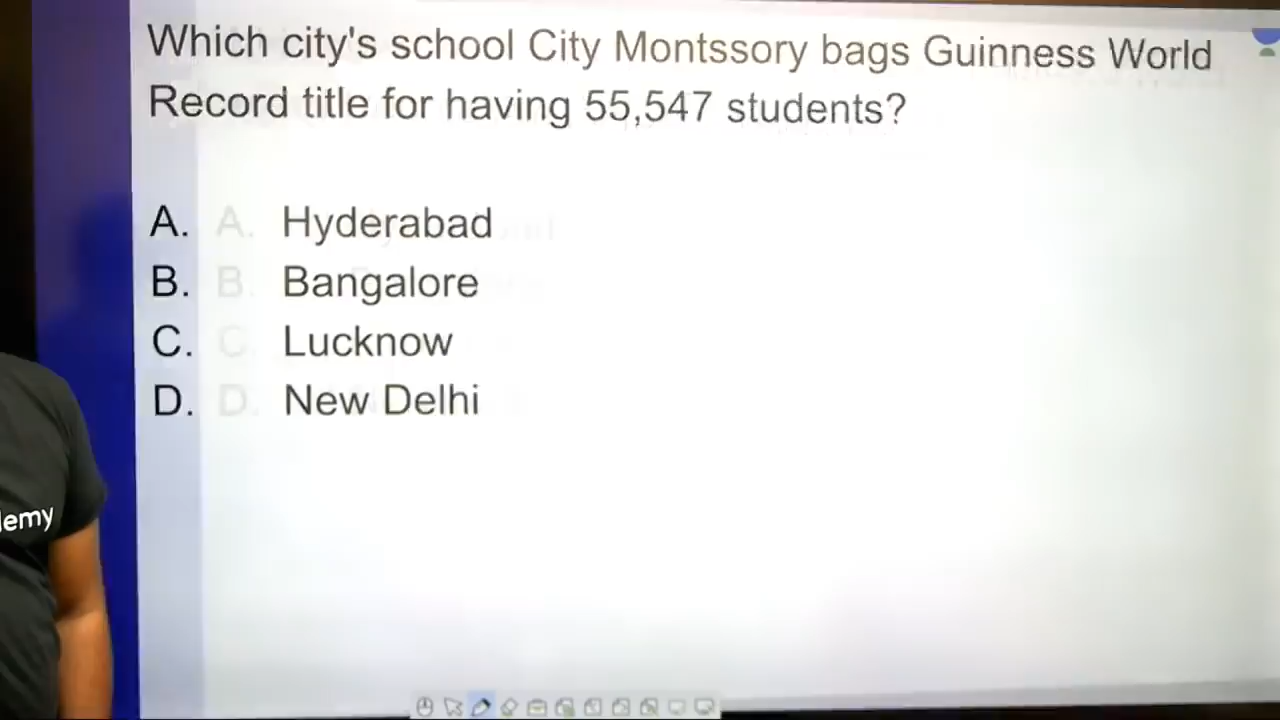 Which city's school City Montssory bags Guinness World
Record title for having 55,547 students?
A. A. Hyderabad
B. B. Bangalore
C. C. Lucknow
D. D. New Delhi
lemy